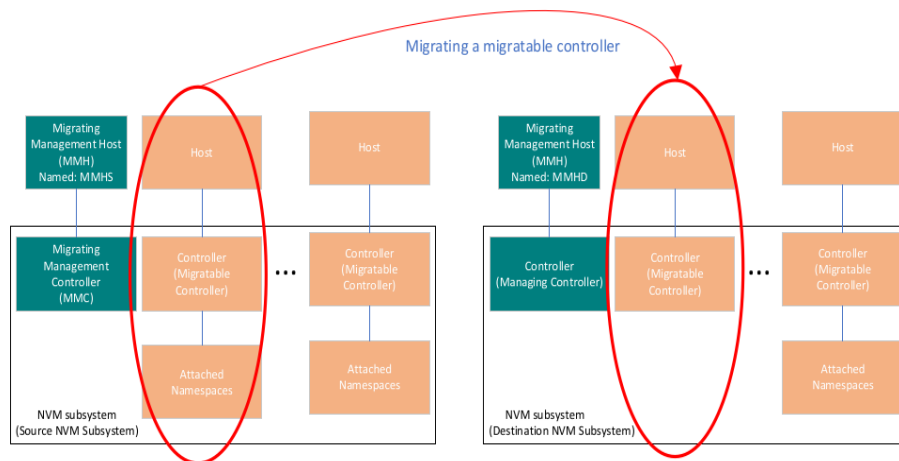 Migrating a migratable controller
Migrating
Management Host
(MMH)
Named: MMHS
Host
Host
Migrating
Management Host
(MMH)
Named: MMHD
Host
Host
Migrating
Management
Controller
(MMC)
Controller
(Migratable
Controller)
...
Controller
(Migratable
Controller)
Controller
(Managing Controller)
Controller
(Migratable
Controller)
...
Controller
(Migratable
Controller)
Attached
Namespaces
Attached
Namespaces
Attached
Namespaces
NVM subsystem
(Source NVM Subsystem)
NVM subsystem
(Destination NVM Subsystem)